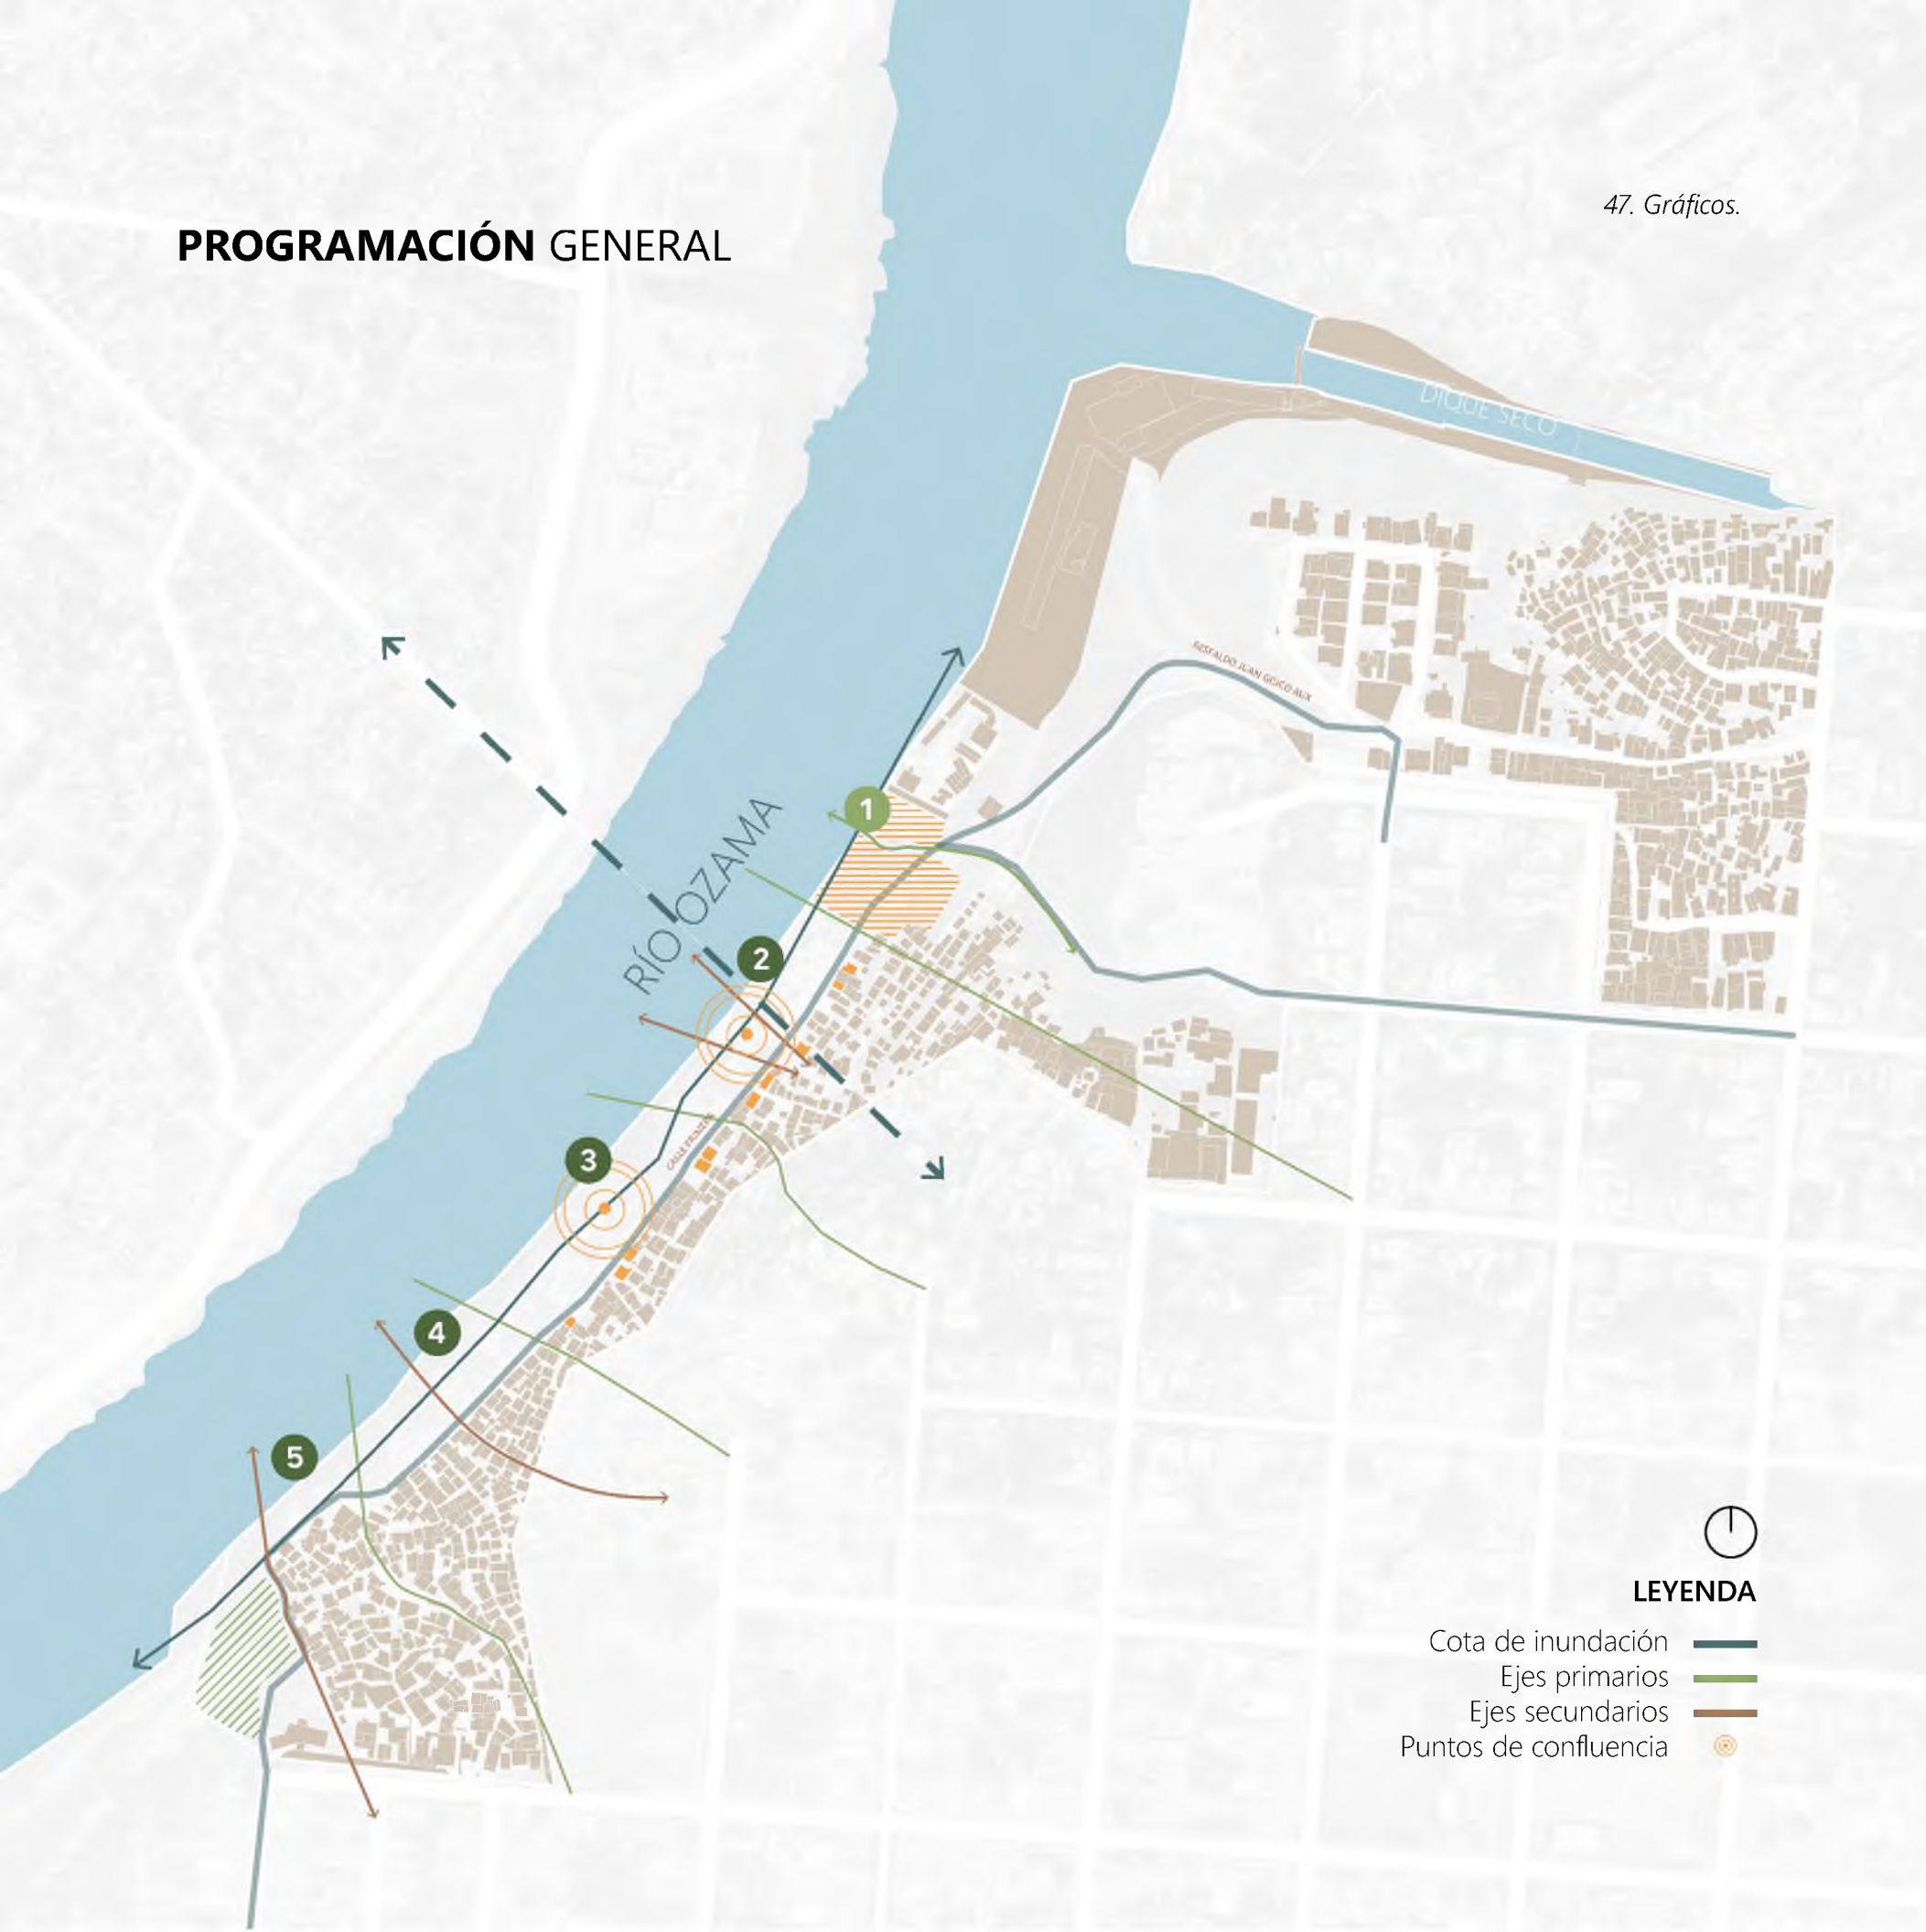 47. Gráficos.
PROGRAMACIÓN GENERAL
DIQUE SECO
1
RÍO OZAMA
2
3
4
5
LEYENDA
Cota de inundación
Ejes primarios
Ejes secundarios
Puntos de confluencia